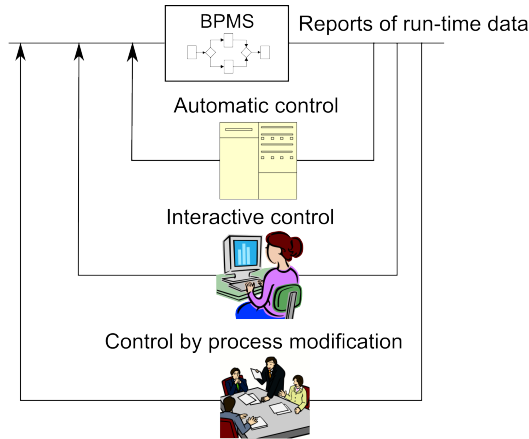 BPMS
Reports of run-time data
Automatic control
Interactive control
Control by process modification